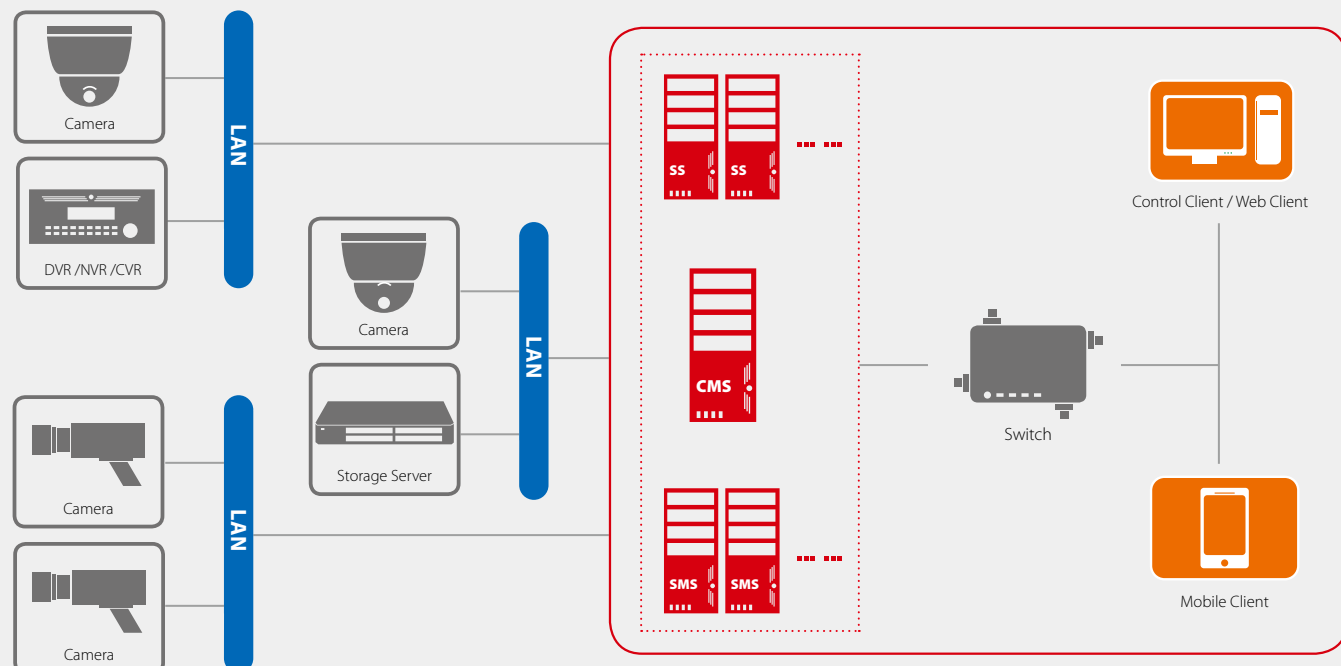 Camera
LAN
DVR /NVR /CVR
Camera
LAN
Storage Server
Camera
LAN
Camera
SS
SS
CMS
SMS
SMS
Switch
Control Client / Web Client
Mobile Client